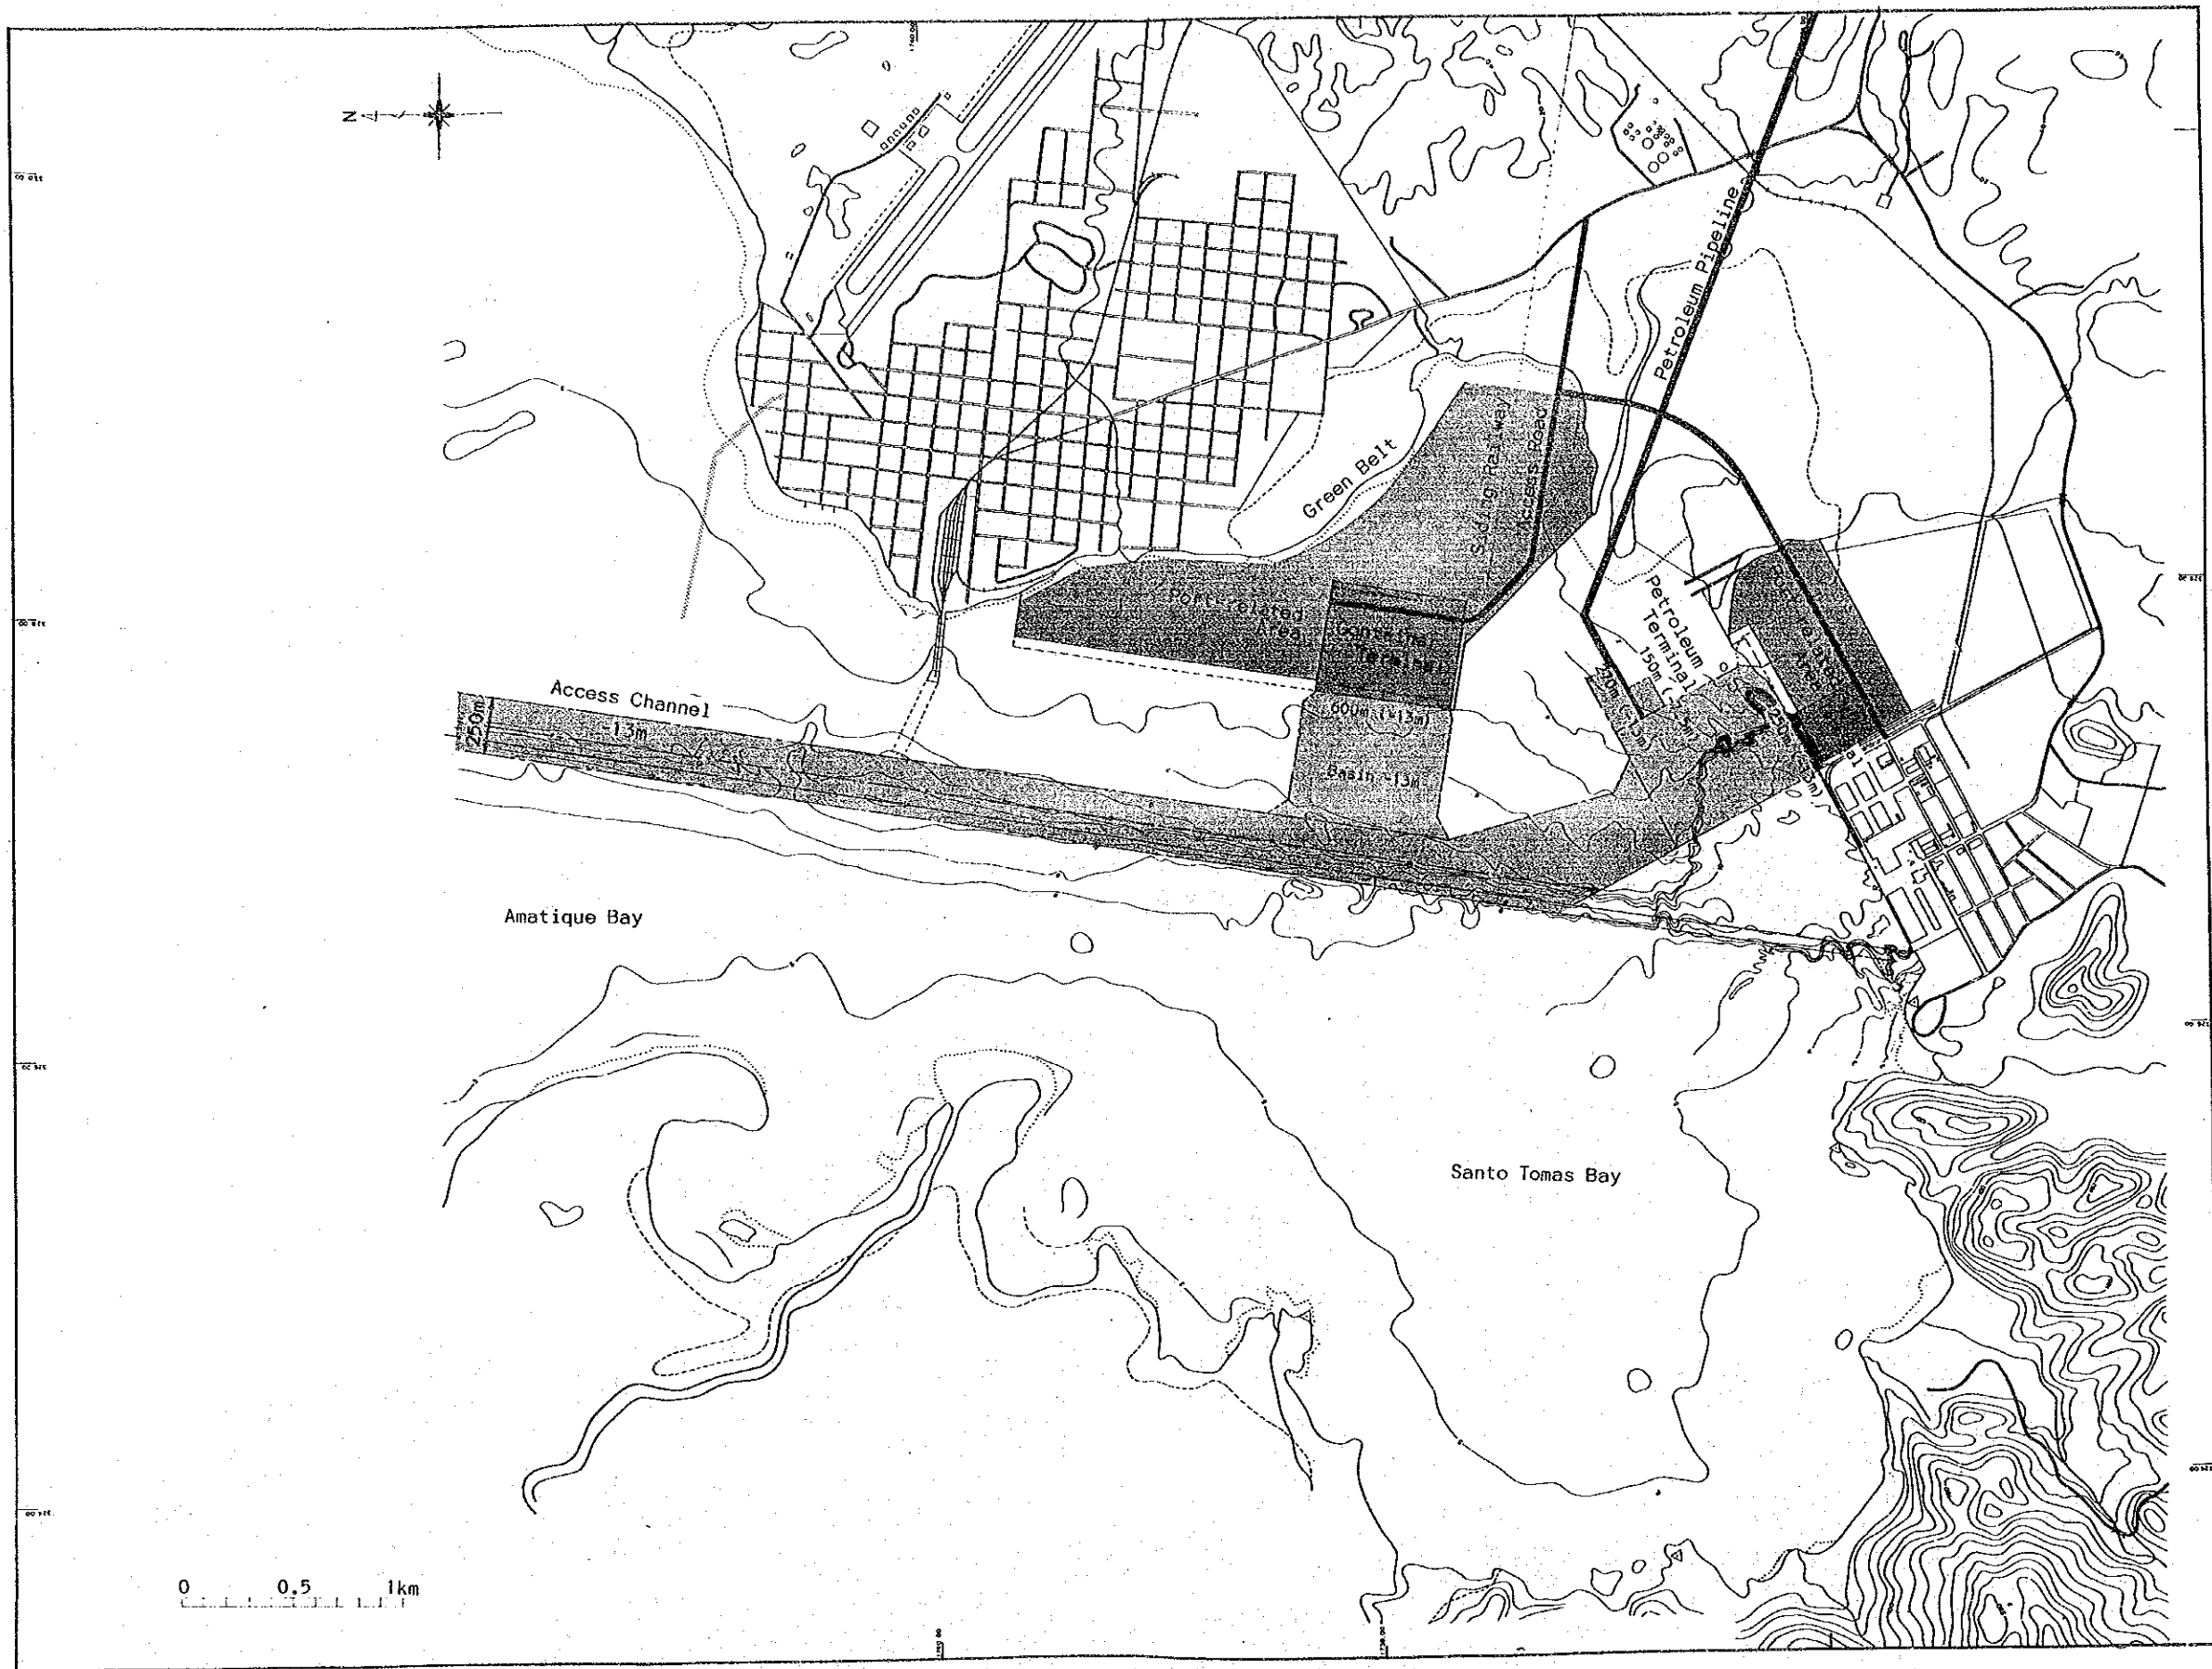 N
Petroleum Pipeline
Green Belt
Siding Railway
Access Road
Port-related
Area
Container
Terminal
Petroleum
Terminal
Access Channel
250m
-13m
600m (-13m)
Basin -13m
Amatique Bay
Santo Tomas Bay
0 0.5 1km